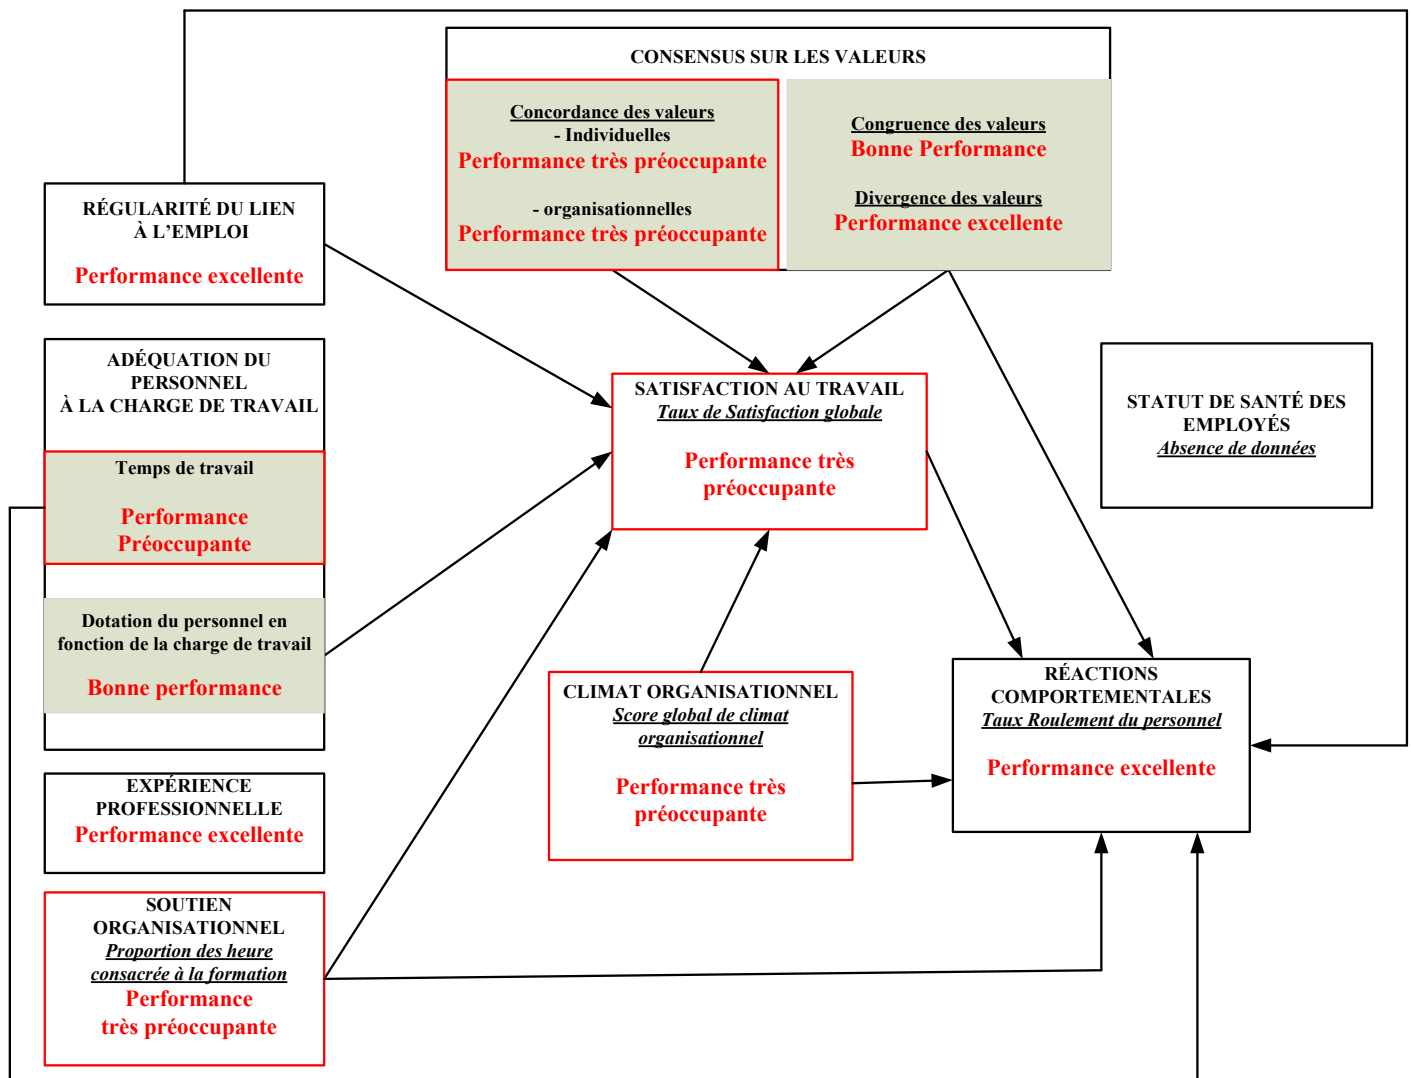 CONSENSUS SUR LES VALEURS
Concordance des valeurs
- Individuelles
Performance très préoccupante
- organisationnelles
Performance très préoccupante
Congruence des valeurs
Bonne Performance
Divergence des valeurs
Performance excellente
RÉGULARITÉ DU LIEN
À L’EMPLOI
Performance excellente
ADÉQUATION DU
PERSONNEL
À LA CHARGE DE TRAVAIL
Temps de travail
Performance
Préoccupante
Dotation du personnel en
fonction de la charge de travail
Bonne performance
SATISFACTION AU TRAVAIL
Taux de Satisfaction globale
Performance très
préoccupante
STATUT DE SANTÉ DES
EMPLOYÉS
Absence de données
CLIMAT ORGANISATIONNEL
Score global de climat
organisationnel
Performance très
préoccupante
RÉACTIONS
COMPORTEMENTALES
Taux Roulement du personnel
Performance excellente
EXPÉRIENCE
PROFESSIONNELLE
Performance excellente
SOUTIEN
ORGANISATIONNEL
Proportion des heure
consacrée à la formation
Performance
très préoccupante